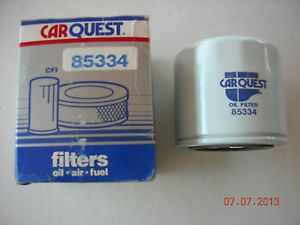 CARQUEST
85334
CFI
filters
oil • air • fuel
CARQUEST
OIL FILTER
85334
07.07.2013